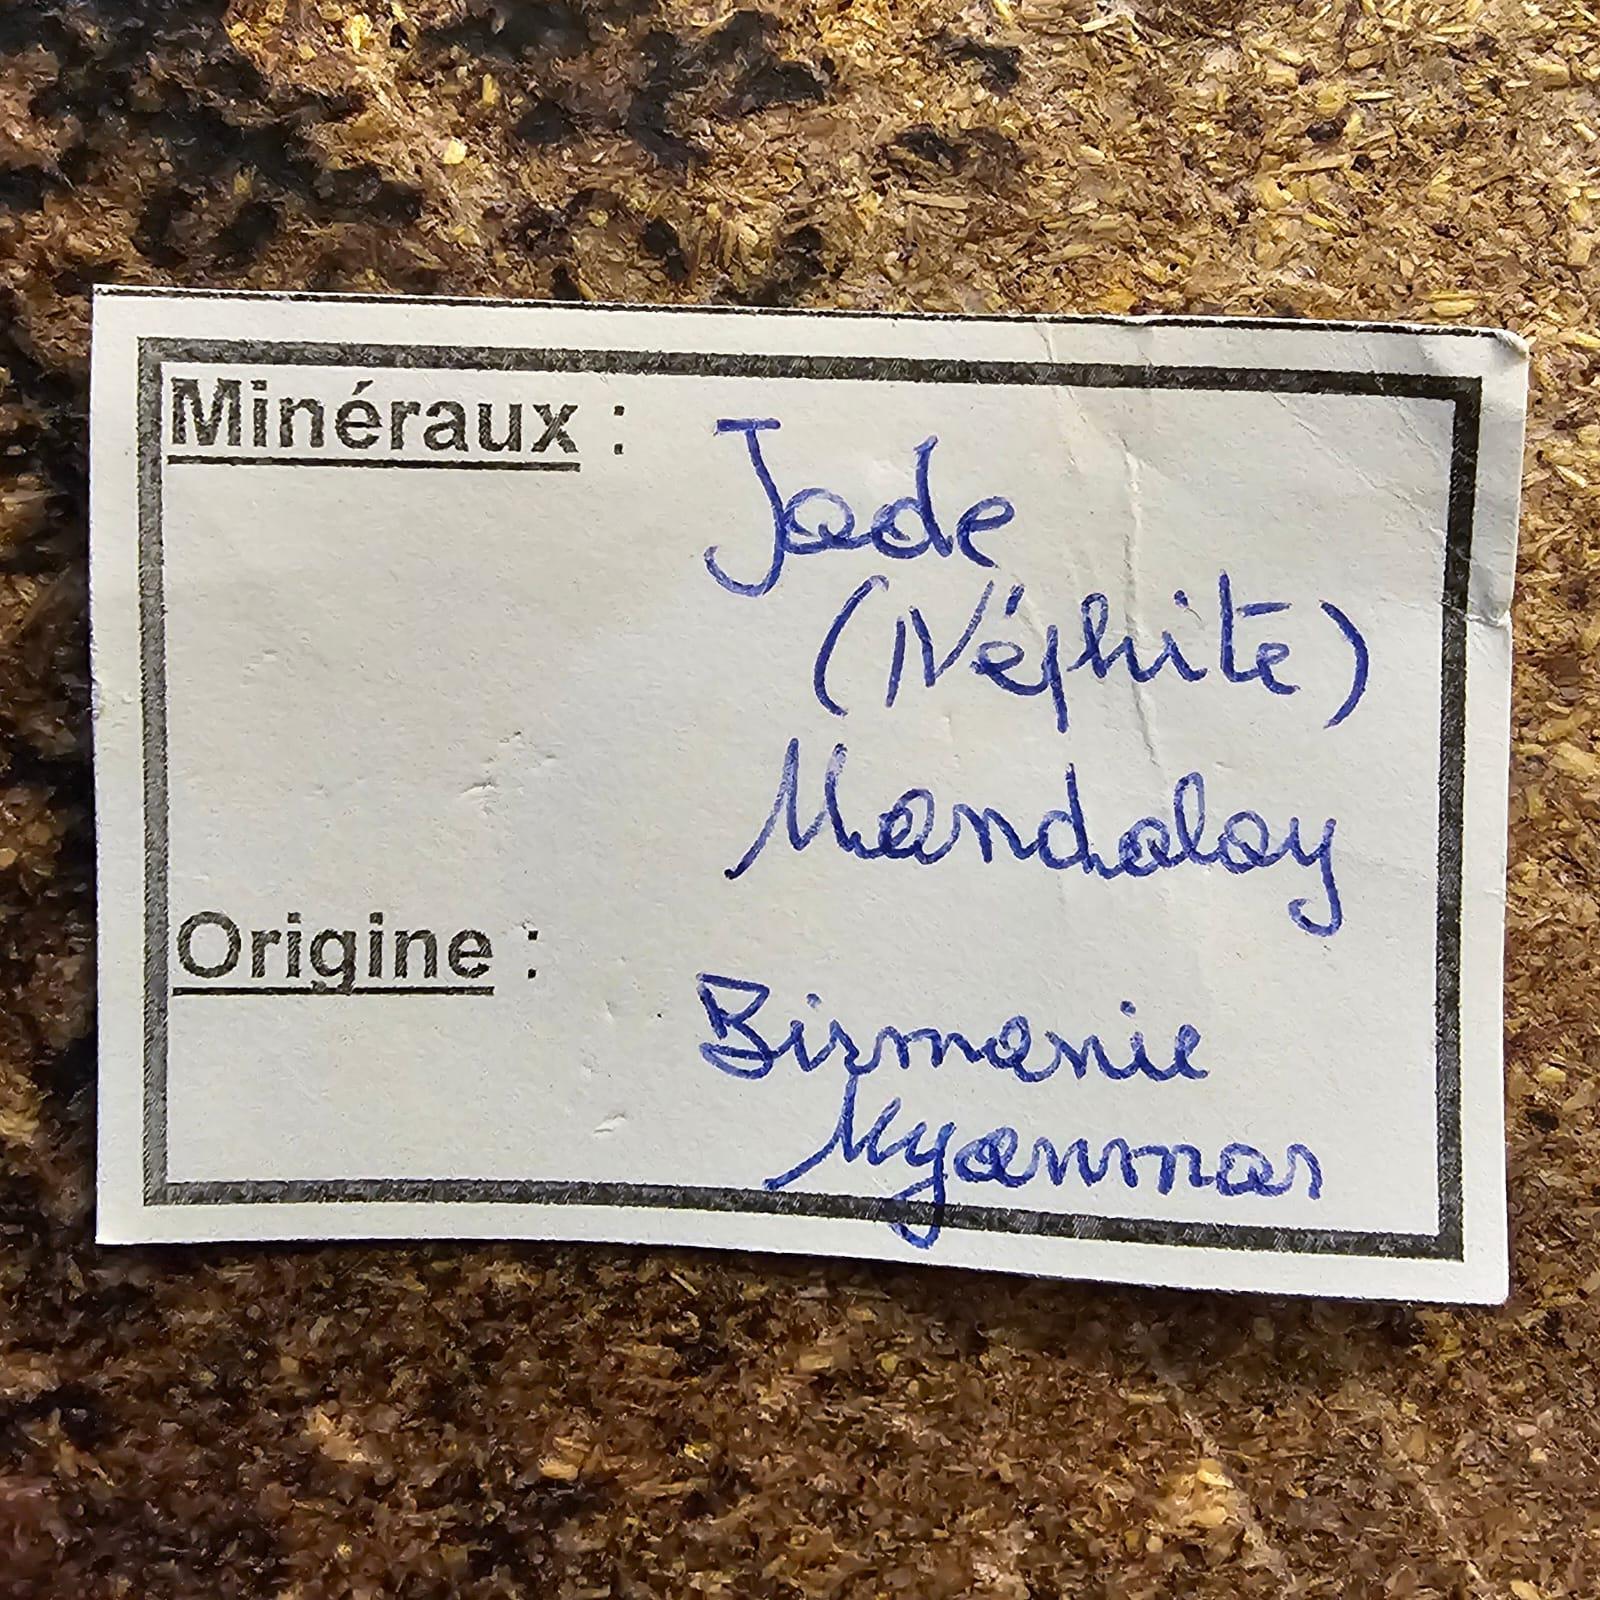 Minéraux : Jade
(Néphite)
Mandalay
Origine :
Birmanie
Myanmar